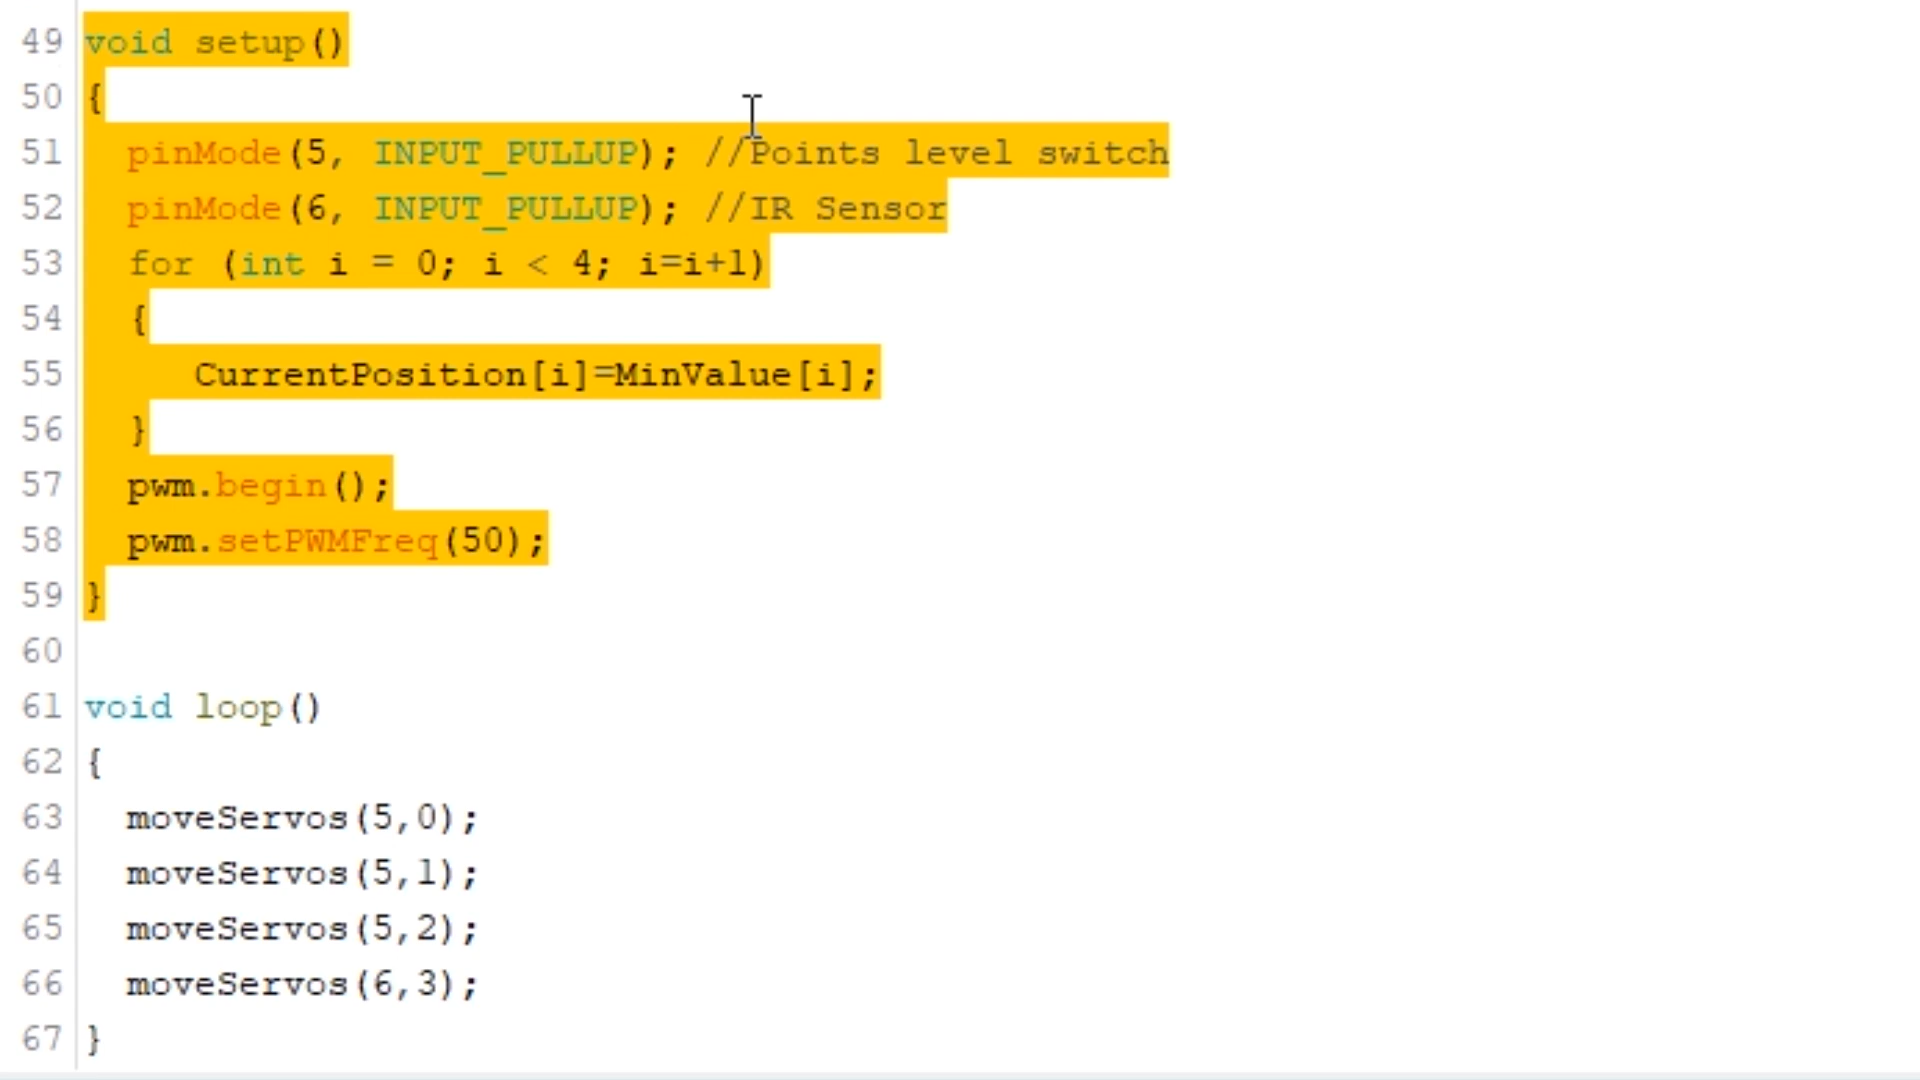 49 void setup()
50 {
51 pinMode(5, INPUT_PULLUP); //Points level switch
52 pinMode(6, INPUT_PULLUP); //IR Sensor
53 for (int i = 0; i < 4; i=i+1)
54 {
55 CurrentPosition[i]=MinValue[i];
56 }
57 pwm.begin();
58 pwm.setPWMFreq(50);
59 }
60
61 void loop()
62 {
63 moveServos(5,0);
64 moveServos(5,1);
65 moveServos(5,2);
66 moveServos(6,3);
67 }